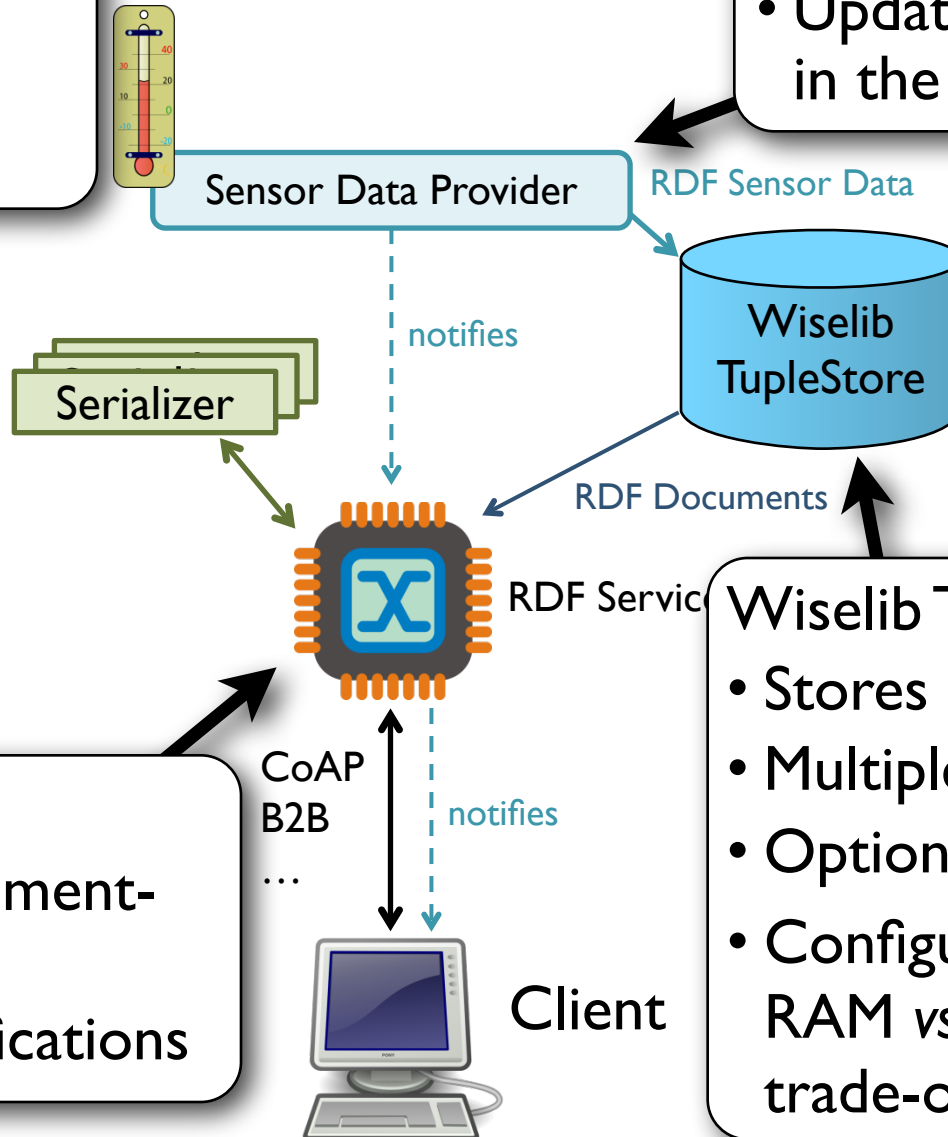 • Updat
in the
40
30
20
10
0
-10
-20
Sensor Data Provider
RDF Sensor Data
notifies
Wiselib
TupleStore
Serializer
RDF Documents
RDF Servic
Wiselib T
• Stores
• Multiple
• Option
• Configu
RAM vs
trade-o
CoAP
B2B
…
notifies
ment-
ications
Client